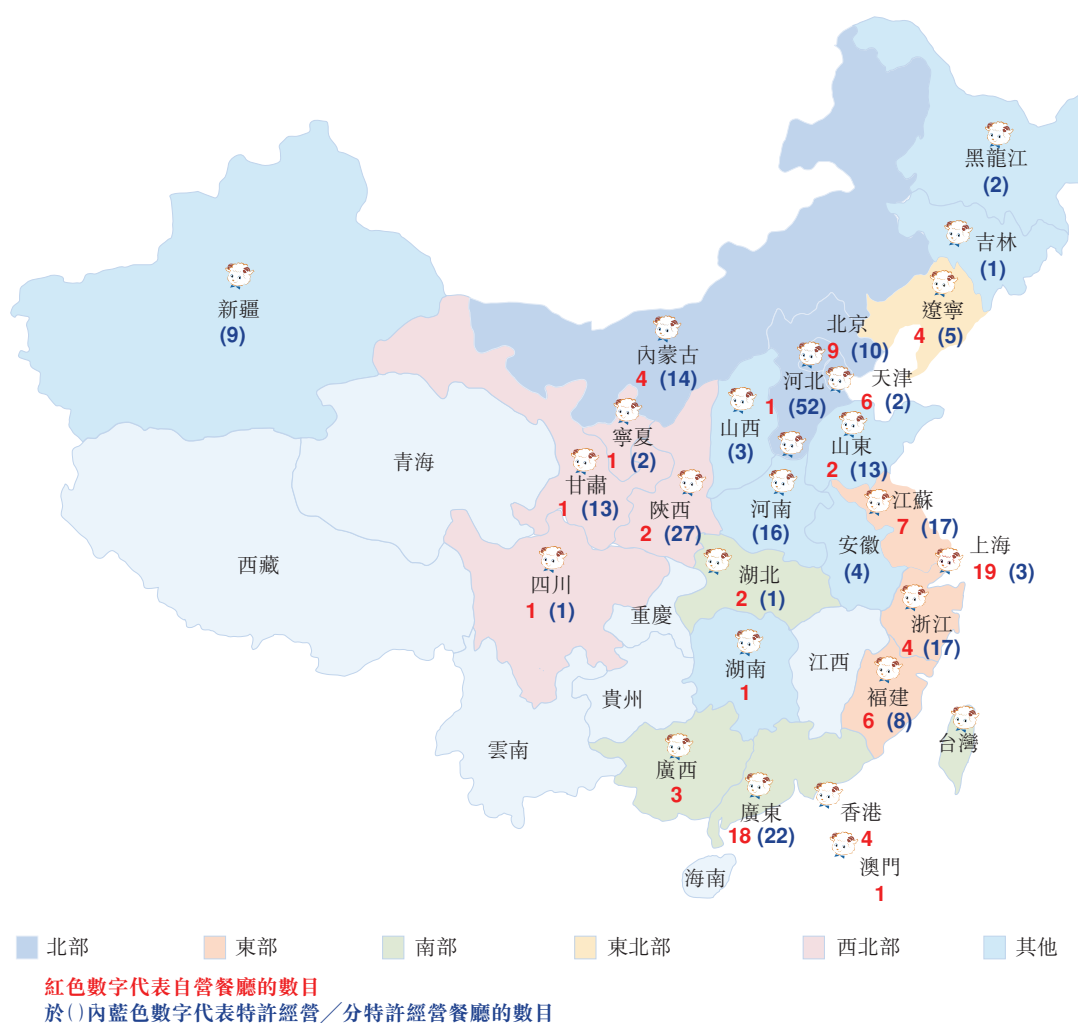 黑龍江
(2)
吉林
(1)
新疆
(9)
遼寧
4 (5)
北京
9 (10)
內蒙古
4 (14)
河北
1 (52)
天津
6 (2)
山西
(3)
山東
2 (13)
寧夏
1 (2)
青海
甘肅
1 (13)
陝西
2 (27)
河南
(16)
江蘇
7 (17)
安徽
(4)
上海
19 (3)
西藏
四川
1 (1)
湖北
2 (1)
重慶
浙江
4 (17)
江西
湖南
1
貴州
福建
6 (8)
雲南
台灣
廣西
3
廣東
18 (22)
香港
4
澳門
1
海南
北部 東部 南部 東北部 西北部 其他
紅色數字代表自營餐廳的數目
於( )內藍色數字代表特許經營／分特許經營餐廳的數目